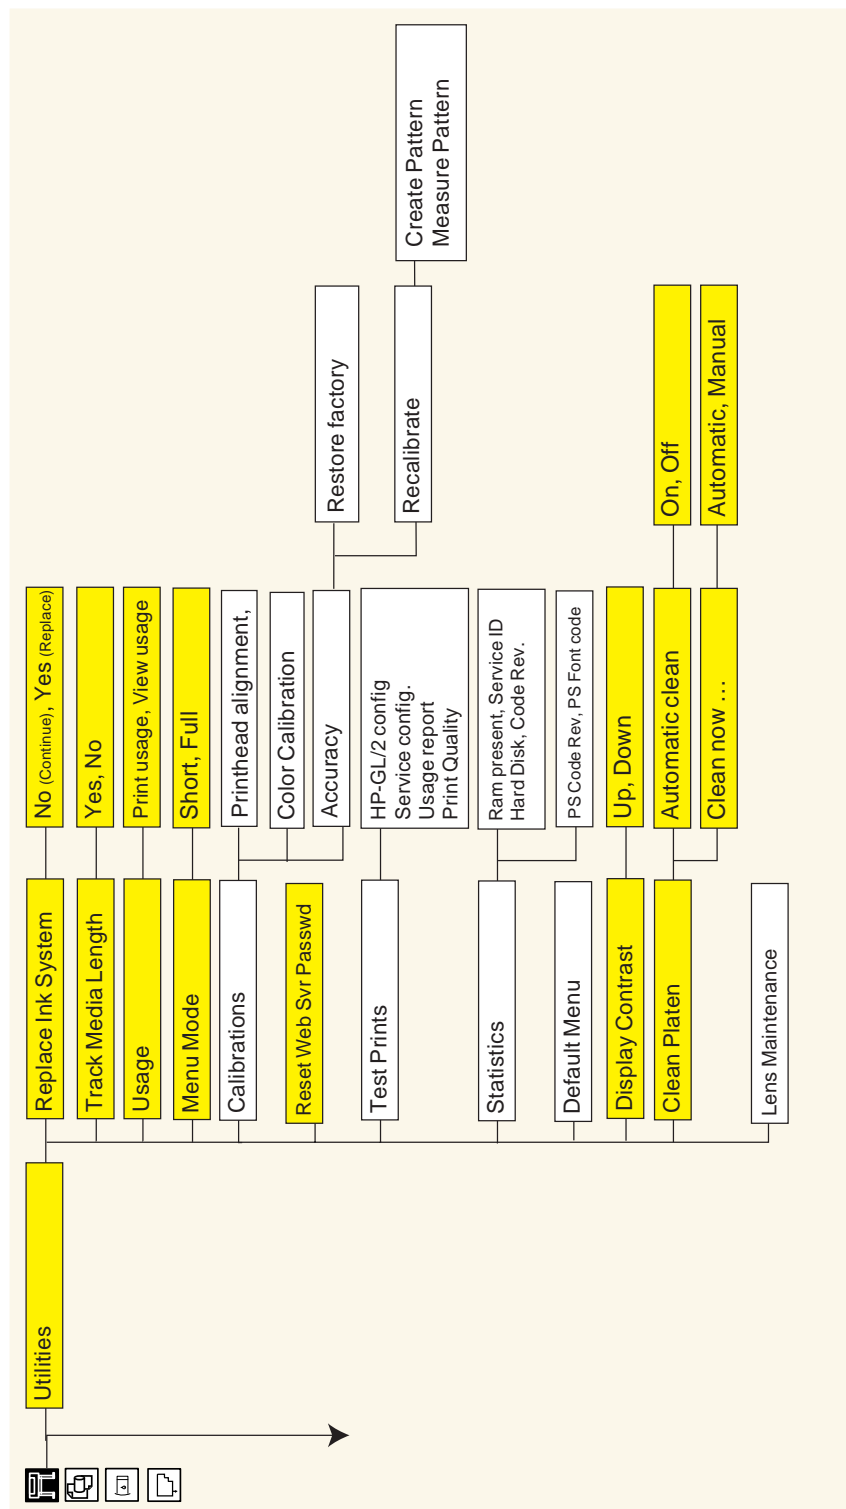 Utilities
Replace Ink System
No (Continue), Yes (Replace)
Track Media Length
Yes, No
Usage
Print usage, View usage
Menu Mode
Short, Full
Calibrations
Printhead alignment,
Color Calibration
Accuracy
Restore factory
Recalibrate
Create Pattern
Measure Pattern
Reset Web Svr Passwd
Test Prints
HP-GL/2 config
Service config.
Usage report
Print Quality
Statistics
Ram present, Service ID
Hard Disk, Code Rev.
PS Code Rev, PS Font code
Default Menu
Display Contrast
Up, Down
Clean Platen
Automatic clean
On, Off
Clean now ...
Automatic, Manual
Lens Maintenance